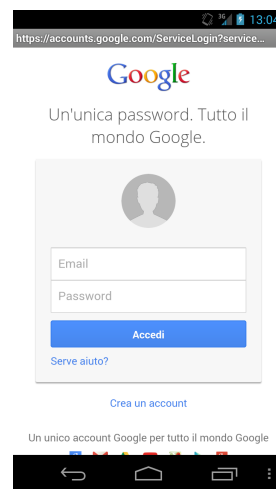 3G 13:04
https://accounts.google.com/ServiceLogin?service...
Google
Un'unica password. Tutto il
mondo Google.
Email
Password
Accedi
Serve aiuto?
Crea un account
Un unico account Google per tutto il mondo Google